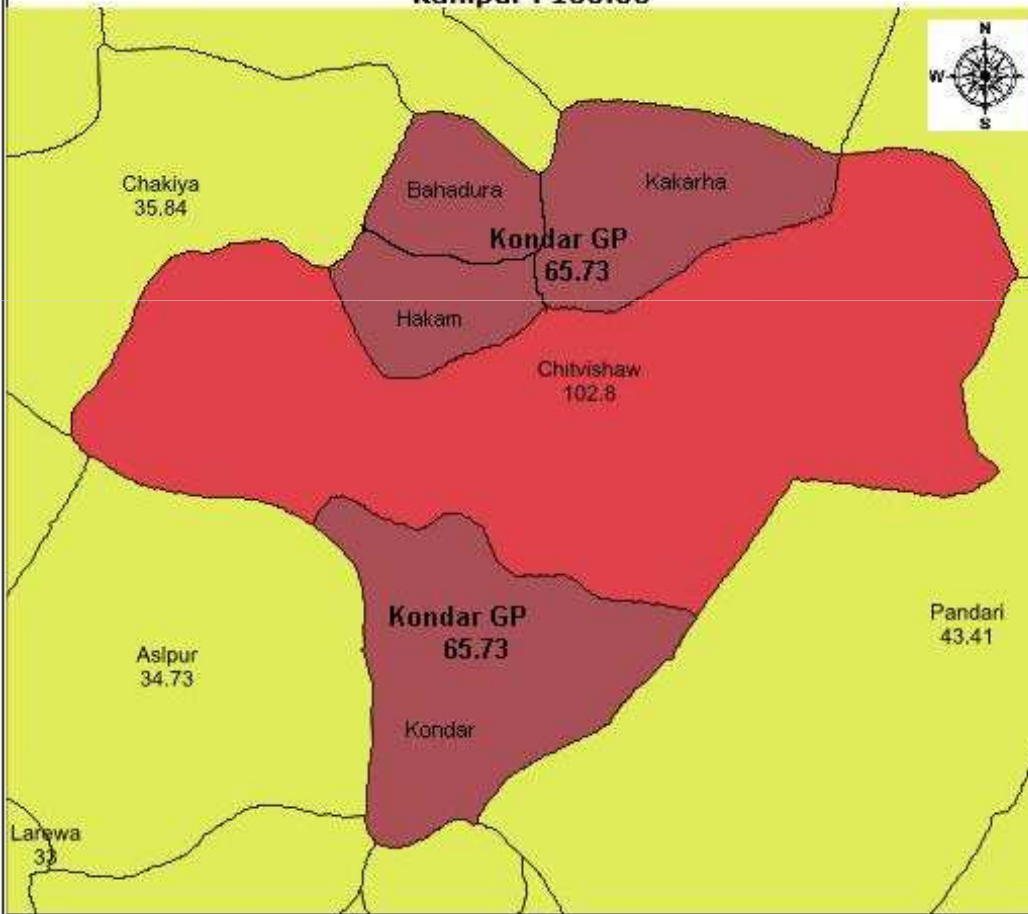 N
W
S
Chakiya
35.84
Bahadura
Kakarha
Kondar GP
65.73
Hakam
Chitvishaw
102.8
Kondar GP
65.73
Pandari
43.41
Aslpur
34.73
Kondar
Larewa
33